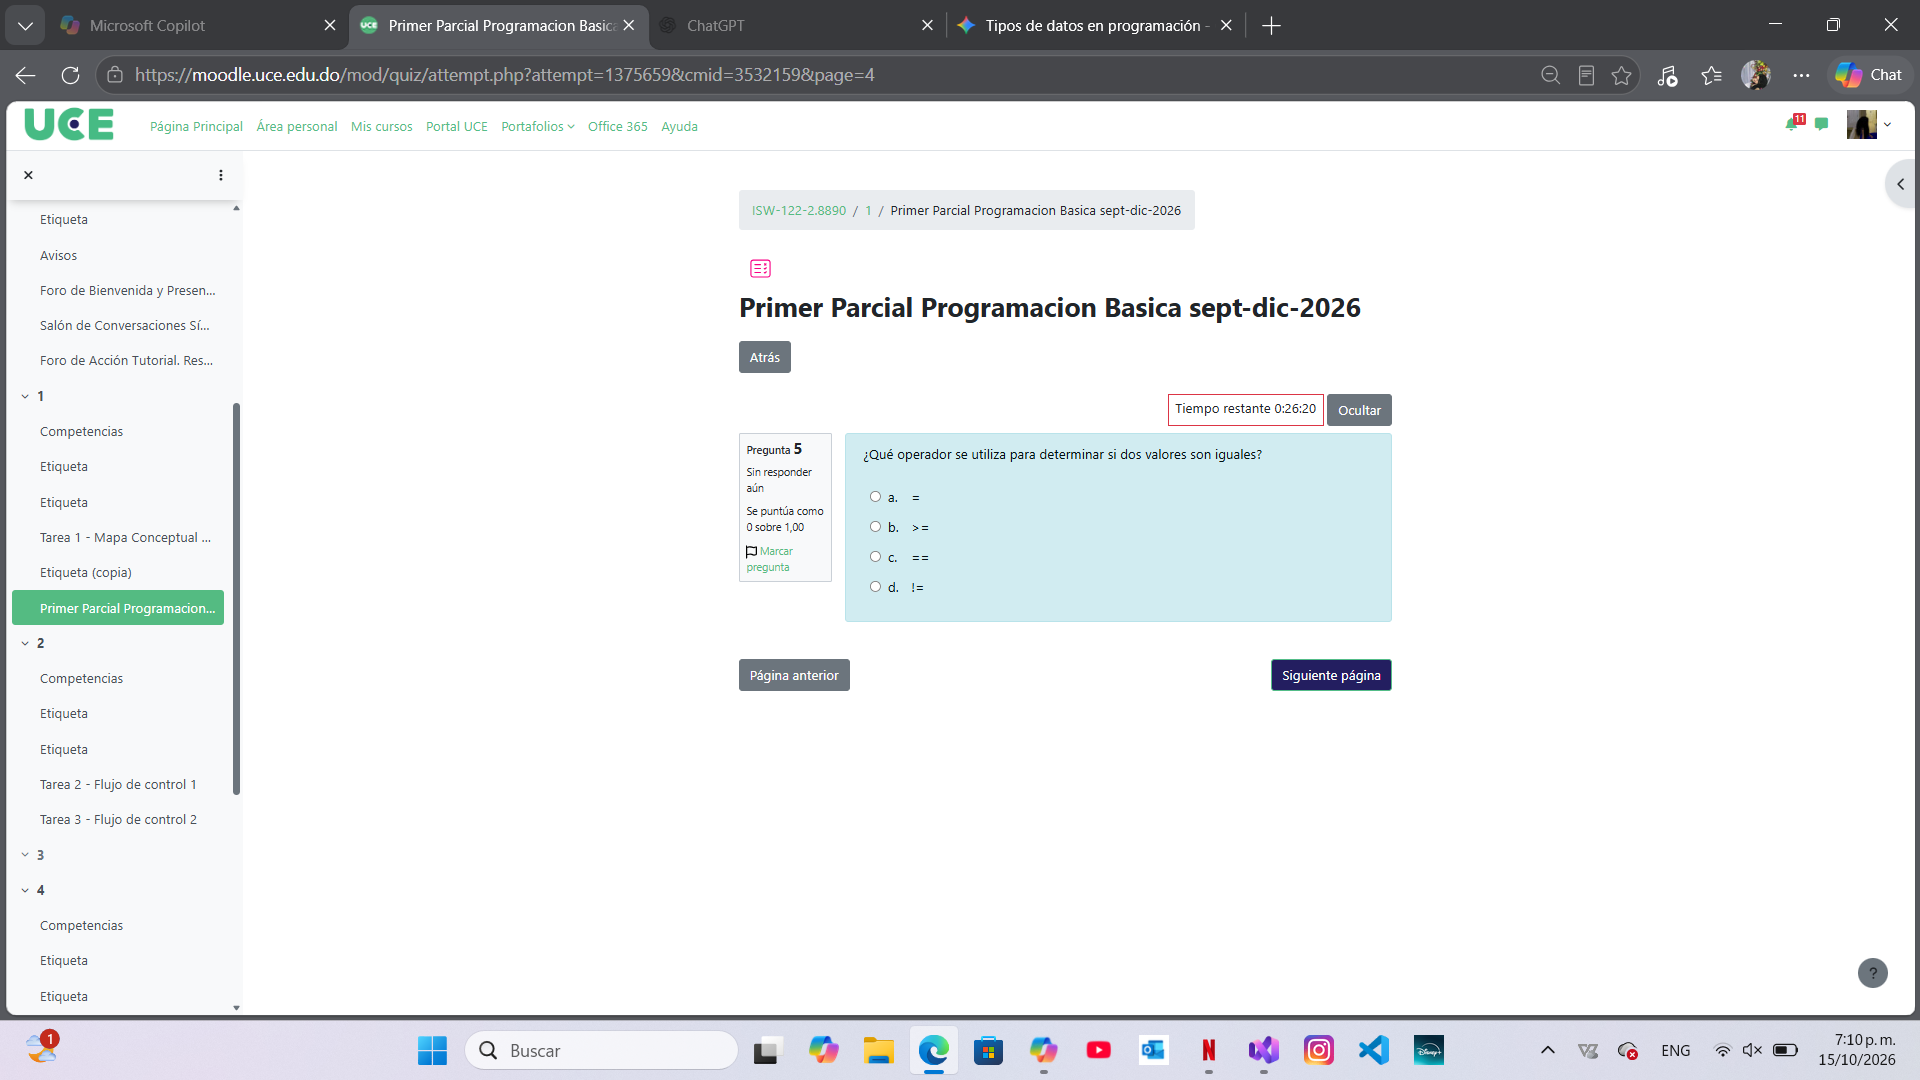 Microsoft Copilot
Primer Parcial Programacion Basica
ChatGPT
Tipos de datos en programación -
https://moodle.uce.edu.do/mod/quiz/attempt.php?attempt=1375659&cmid=3532159&page=4
Chat
UCE
Página Principal
Área personal
Mis cursos
Portal UCE
Portafolios
Office 365
Ayuda
11
Etiqueta
Avisos
Foro de Bienvenida y Presen...
Salón de Conversaciones Sí...
Foro de Acción Tutorial. Res...
1
Competencias
Etiqueta
Etiqueta
Tarea 1 - Mapa Conceptual ...
Etiqueta (copia)
Primer Parcial Programacion...
2
Competencias
Etiqueta
Etiqueta
Tarea 2 - Flujo de control 1
Tarea 3 - Flujo de control 2
3
4
Competencias
Etiqueta
Etiqueta
ISW-122-2.8890 / 1 / Primer Parcial Programacion Basica sept-dic-2026
Primer Parcial Programacion Basica sept-dic-2026
Atrás
Tiempo restante 0:26:20
Ocultar
Pregunta 5
Sin responder
aún
Se puntúa como
0 sobre 1,00
Marcar
pregunta
¿Qué operador se utiliza para determinar si dos valores son iguales?
a. =
b. >=
c. ==
d. !=
Página anterior
Siguiente página
?
1
Buscar
Disney+
ENG
7:10 p. m.
15/10/2026